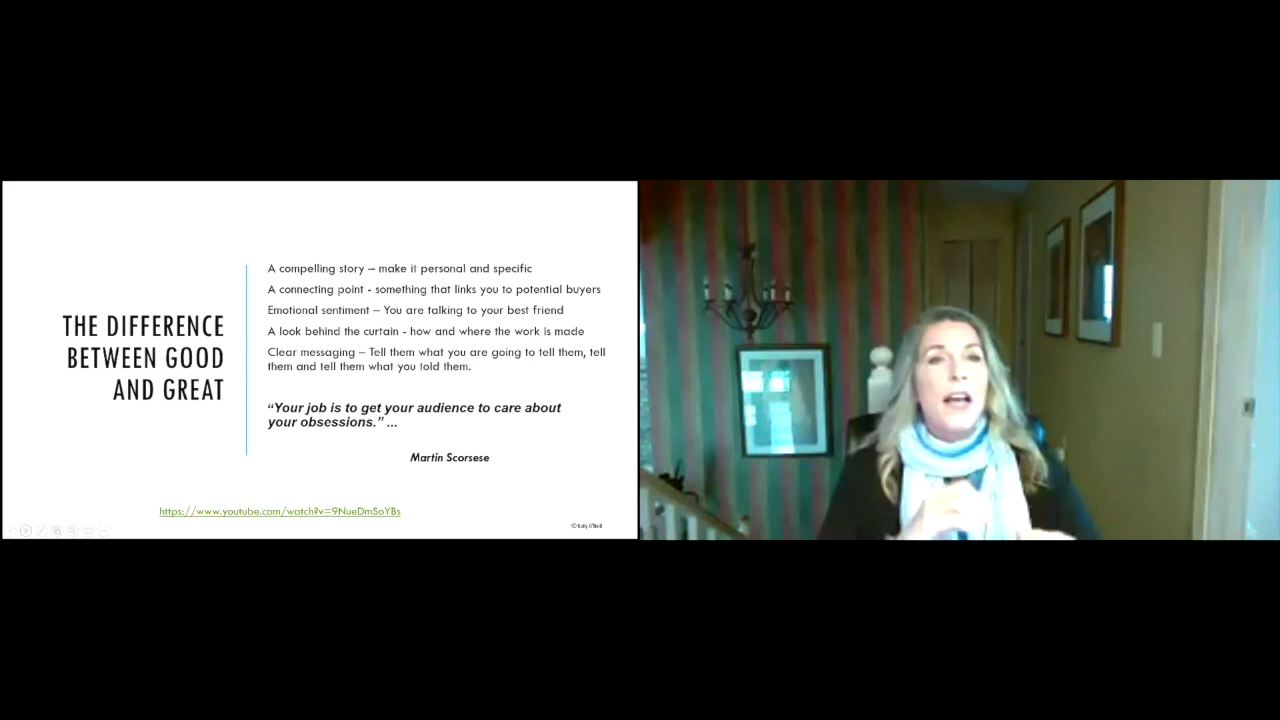 THE DIFFERENCE
BETWEEN GOOD
AND GREAT
A compelling story – make it personal and specific
A connecting point - something that links you to potential buyers
Emotional sentiment – You are talking to your best friend
A look behind the curtain - how and where the work is made
Clear messaging – Tell them what you are going to tell them, tell
them and tell them what you told them.
“Your job is to get your audience to care about
your obsessions.” ...
Martin Scorsese
https://www.youtube.com/watch?v=9NueDmSoYBs
©